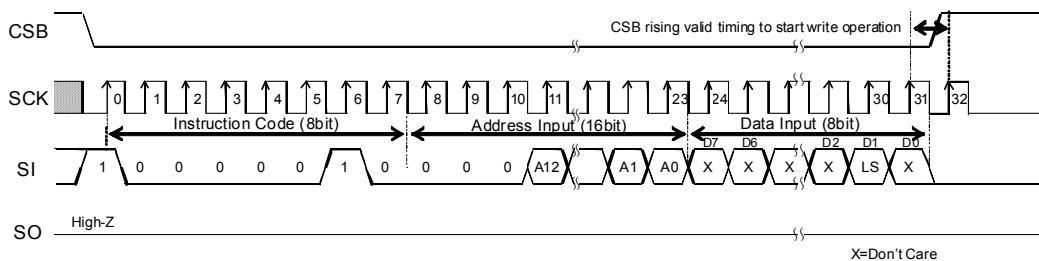 CSB
CSB rising valid timing to start write operation
SCK
0 1 2 3 4 5 6 7 8 9 10 11 23 24 30 31 32
Instruction Code (8bit) Address Input (16bit) Data Input (8bit)
D7 D6 D2 D1 D0
SI
1 0 0 0 0 0 1 0 0 0 0 A12 A1 A0 X X X X LS X
High-Z
SO
X=Don't Care